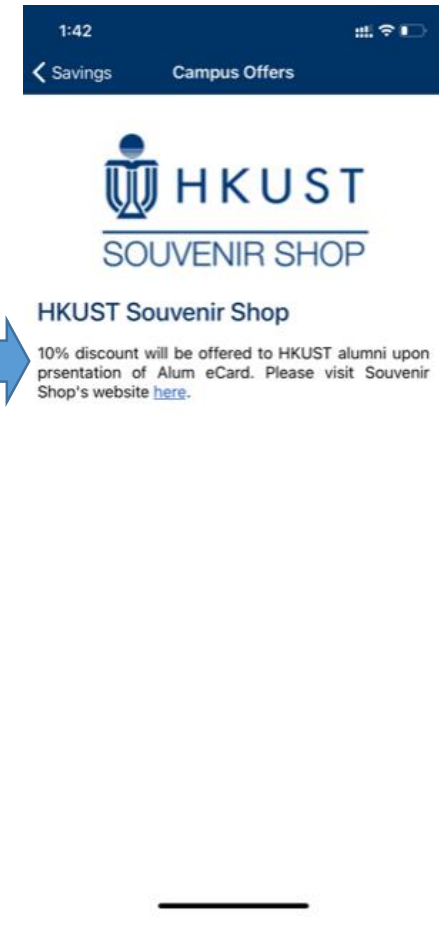 1:42
Savings Campus Offers
HKUST
SOUVENIR SHOP
HKUST Souvenir Shop
10% discount will be offered to HKUST alumni upon
prsentation of Alum eCard. Please visit Souvenir
Shop's website here.